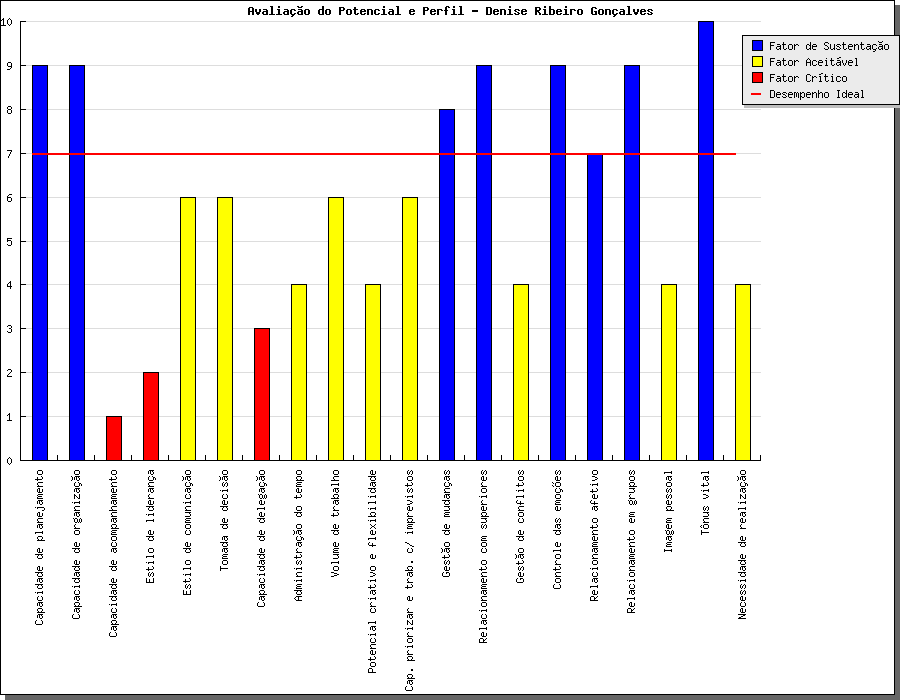 Avaliação do Potencial e Perfil - Denise Ribeiro Gonçalves
Fator de Sustentação
Fator Aceitável
Fator Crítico
Desempenho Ideal
10
9
8
7
6
5
4
3
2
1
0
Capacidade de planejamento
Capacidade de organização
Capacidade de acompanhamento
Estilo de liderança
Estilo de comunicação
Tomada de decisão
Capacidade de delegação
Administração do tempo
Volume de trabalho
Potencial criativo e flexibilidade
Cap. priorizar e trab. c/ imprevistos
Gestão de mudanças
Relacionamento com superiores
Gestão de conflitos
Controle das emoções
Relacionamento afetivo
Relacionamento em grupos
Imagem pessoal
Tônus vital
Necessidade de realização